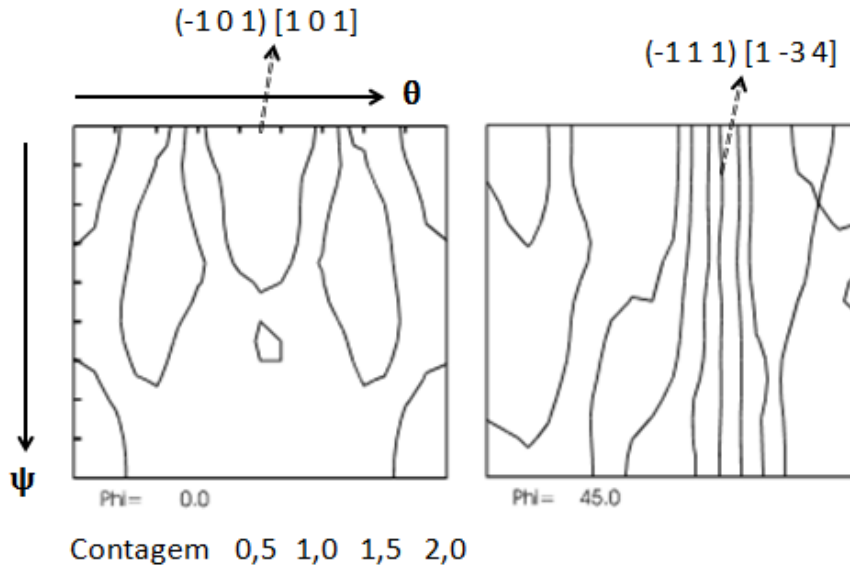 (-1 0 1) [1 0 1]
(-1 1 1) [1 -3 4]
θ
ψ
Phi= 0.0
Phi= 45.0
Contagem 0,5 1,0 1,5 2,0